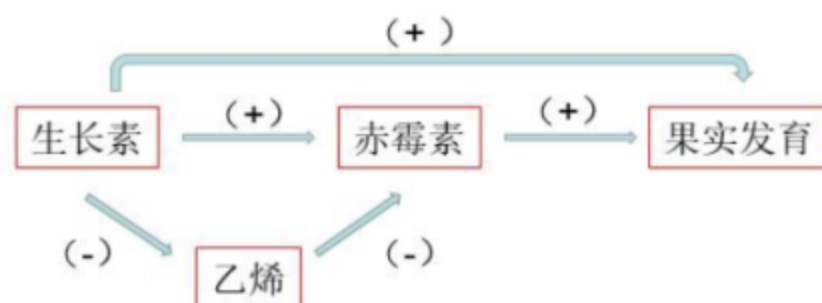 （+）
生长素 （+） 赤霉素 （+） 果实发育
（-） 乙烯 （-）